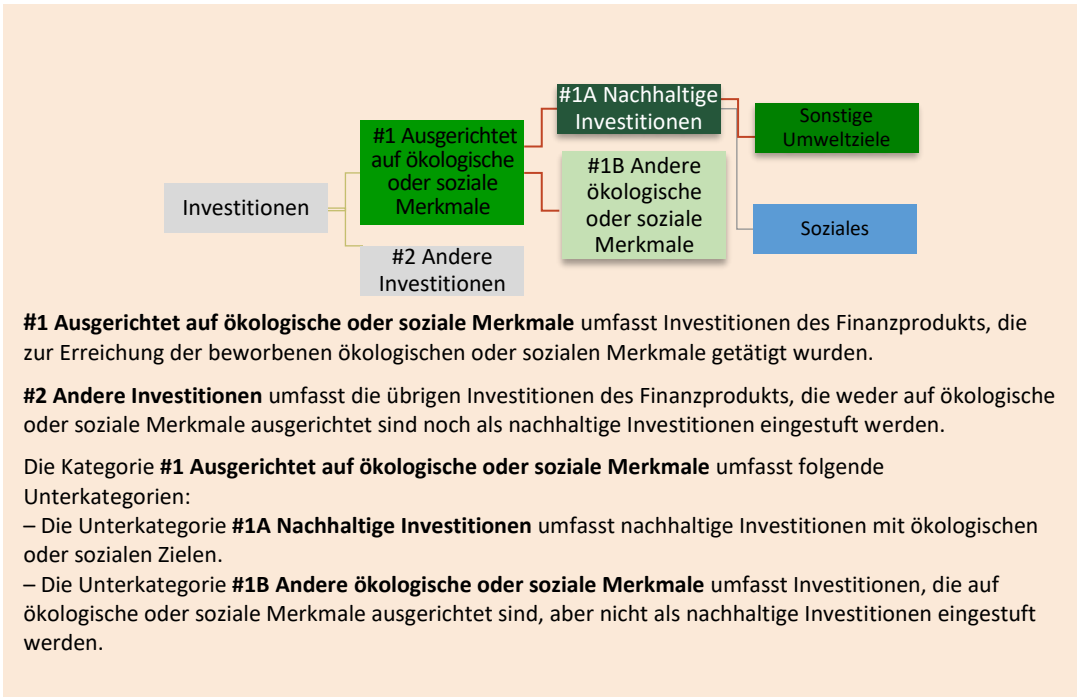 #1A Nachhaltige
Investitionen
Sonstige
Umweltziele
#1 Ausgerichtet
auf ökologische
oder soziale
Merkmale
#1B Andere
ökologische
oder soziale
Merkmale
Investitionen
Soziales
#2 Andere
Investitionen
#1 Ausgerichtet auf ökologische oder soziale Merkmale umfasst Investitionen des Finanzprodukts, die
zur Erreichung der beworbenen ökologischen oder sozialen Merkmale getätigt wurden.
#2 Andere Investitionen umfasst die übrigen Investitionen des Finanzprodukts, die weder auf ökologische
oder soziale Merkmale ausgerichtet sind noch als nachhaltige Investitionen eingestuft werden.
Die Kategorie #1 Ausgerichtet auf ökologische oder soziale Merkmale umfasst folgende
Unterkategorien:
– Die Unterkategorie #1A Nachhaltige Investitionen umfasst nachhaltige Investitionen mit ökologischen
oder sozialen Zielen.
– Die Unterkategorie #1B Andere ökologische oder soziale Merkmale umfasst Investitionen, die auf
ökologische oder soziale Merkmale ausgerichtet sind, aber nicht als nachhaltige Investitionen eingestuft
werden.